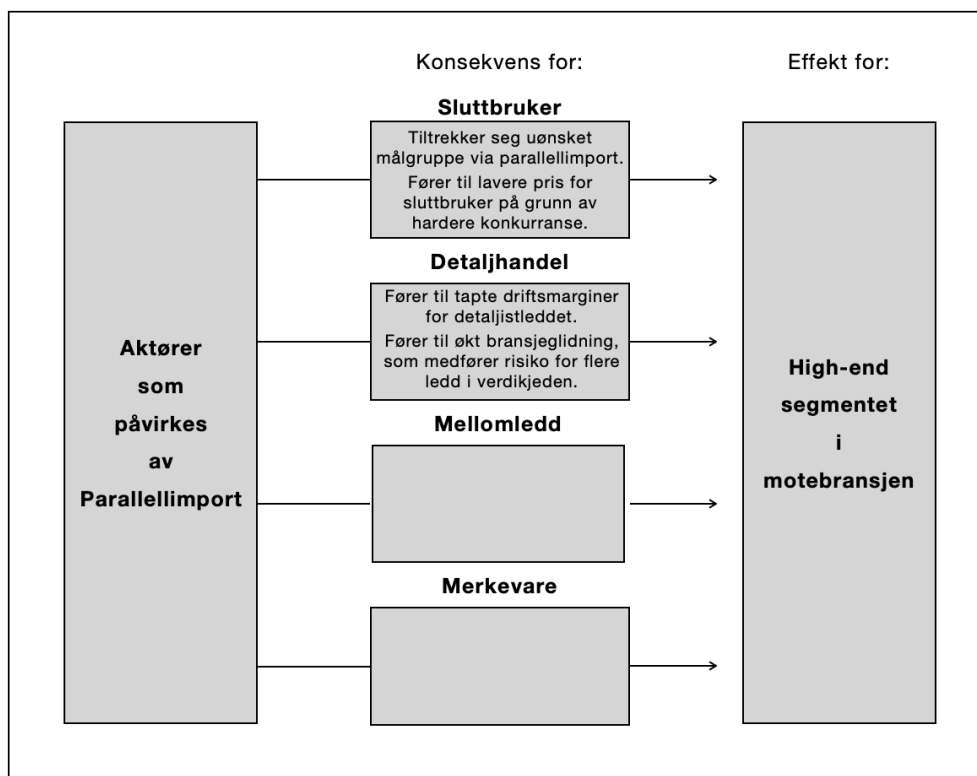 Konsekvens for:
Effekt for:
Sluttbruker
Tiltrekker seg uønsket
målgruppe via parallellimport.
Fører til lavere pris for
sluttbruker på grunn av
hardere konkurranse.
Detaljhandel
Fører til tapte driftsmarginer
for detaljistleddet.
Fører til økt bransjeglidning,
som medfører risiko for flere
ledd i verdikjeden.
Aktører
som
påvirkes
av
Parallellimport
High-end
segmentet
i
motebransjen
Mellomledd
Merkevare